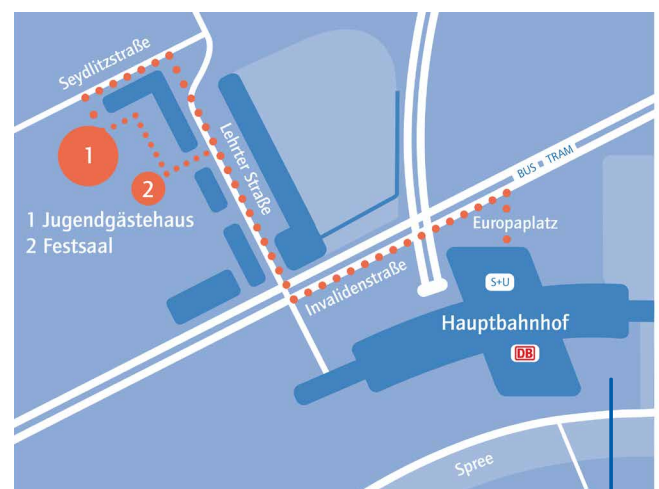 Seydlitzstraße
Lehrter Straße
BUS TRAM
1
2
1 Jugendgästehaus
2 Festsaal
Europaplatz
Invalidenstraße
S+U
Hauptbahnhof
DB
Spree